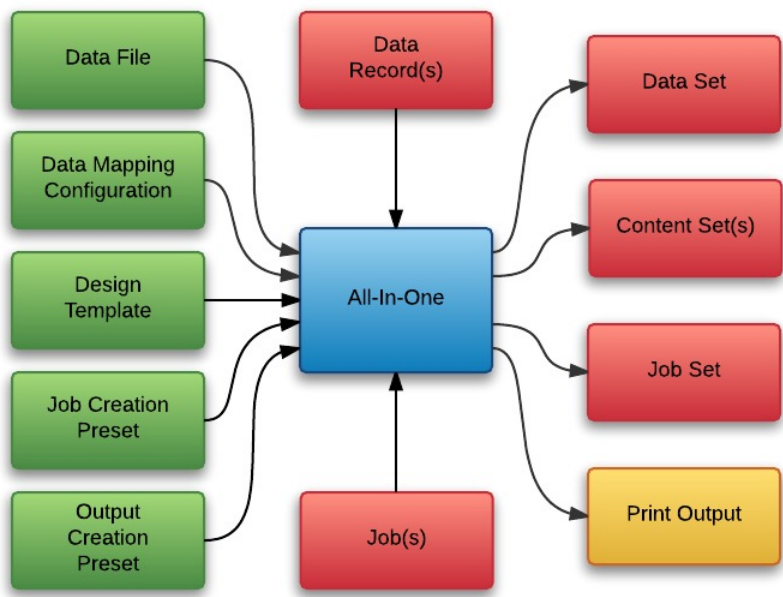 Data File
Data Mapping
Configuration
Design
Template
Job Creation
Preset
Output
Creation
Preset
Data
Record(s)
All-In-One
Job(s)
Data Set
Content Set(s)
Job Set
Print Output